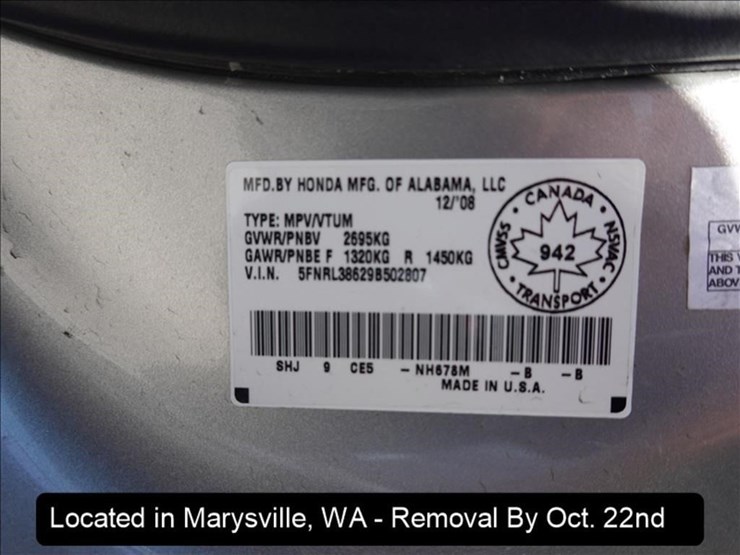 MFD.BY HONDA MFG. OF ALABAMA, LLC
12/'08
TYPE: MPV/VTUM
GVWR/PNBV 2695KG
GAWR/PNBE F 1320KG R 1450KG
V.I.N. 5FNRL38629B502807
CANADA
CMVSS
942
NSVAC
TRANSPORT
SHJ 9 CE5 - NH678M - B - B
MADE IN U.S.A.
GVW
THIS
AND
ABOV
Located in Marysville, WA - Removal By Oct. 22nd